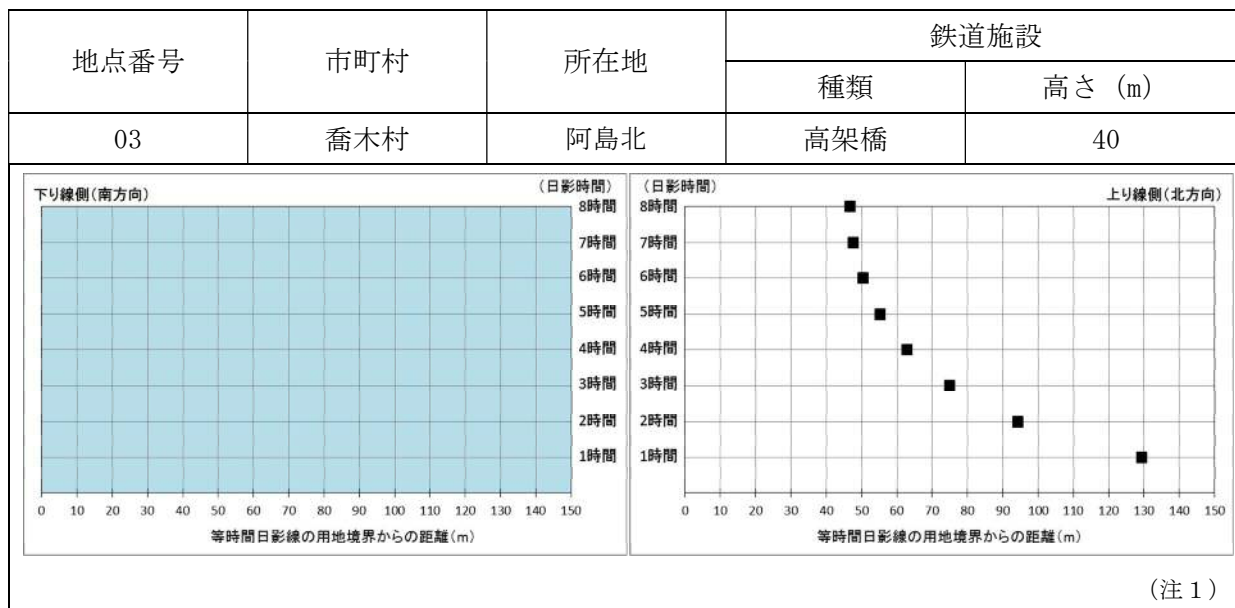 地点番号 市町村 所在地 鉄道施設
種類 高さ (m)
03 喬木村 阿島北 高架橋 40
下り線側(南方向) (日影時間)
8時間
7時間
6時間
5時間
4時間
3時間
2時間
1時間
0 10 20 30 40 50 60 70 80 90 100 110 120 130 140 150
等時間日影線の用地境界からの距離(m)
(日影時間) 上り線側(北方向)
8時間
7時間
6時間
5時間
4時間
3時間
2時間
1時間
0 10 20 30 40 50 60 70 80 90 100 110 120 130 140 150
等時間日影線の用地境界からの距離(m)
(注1)